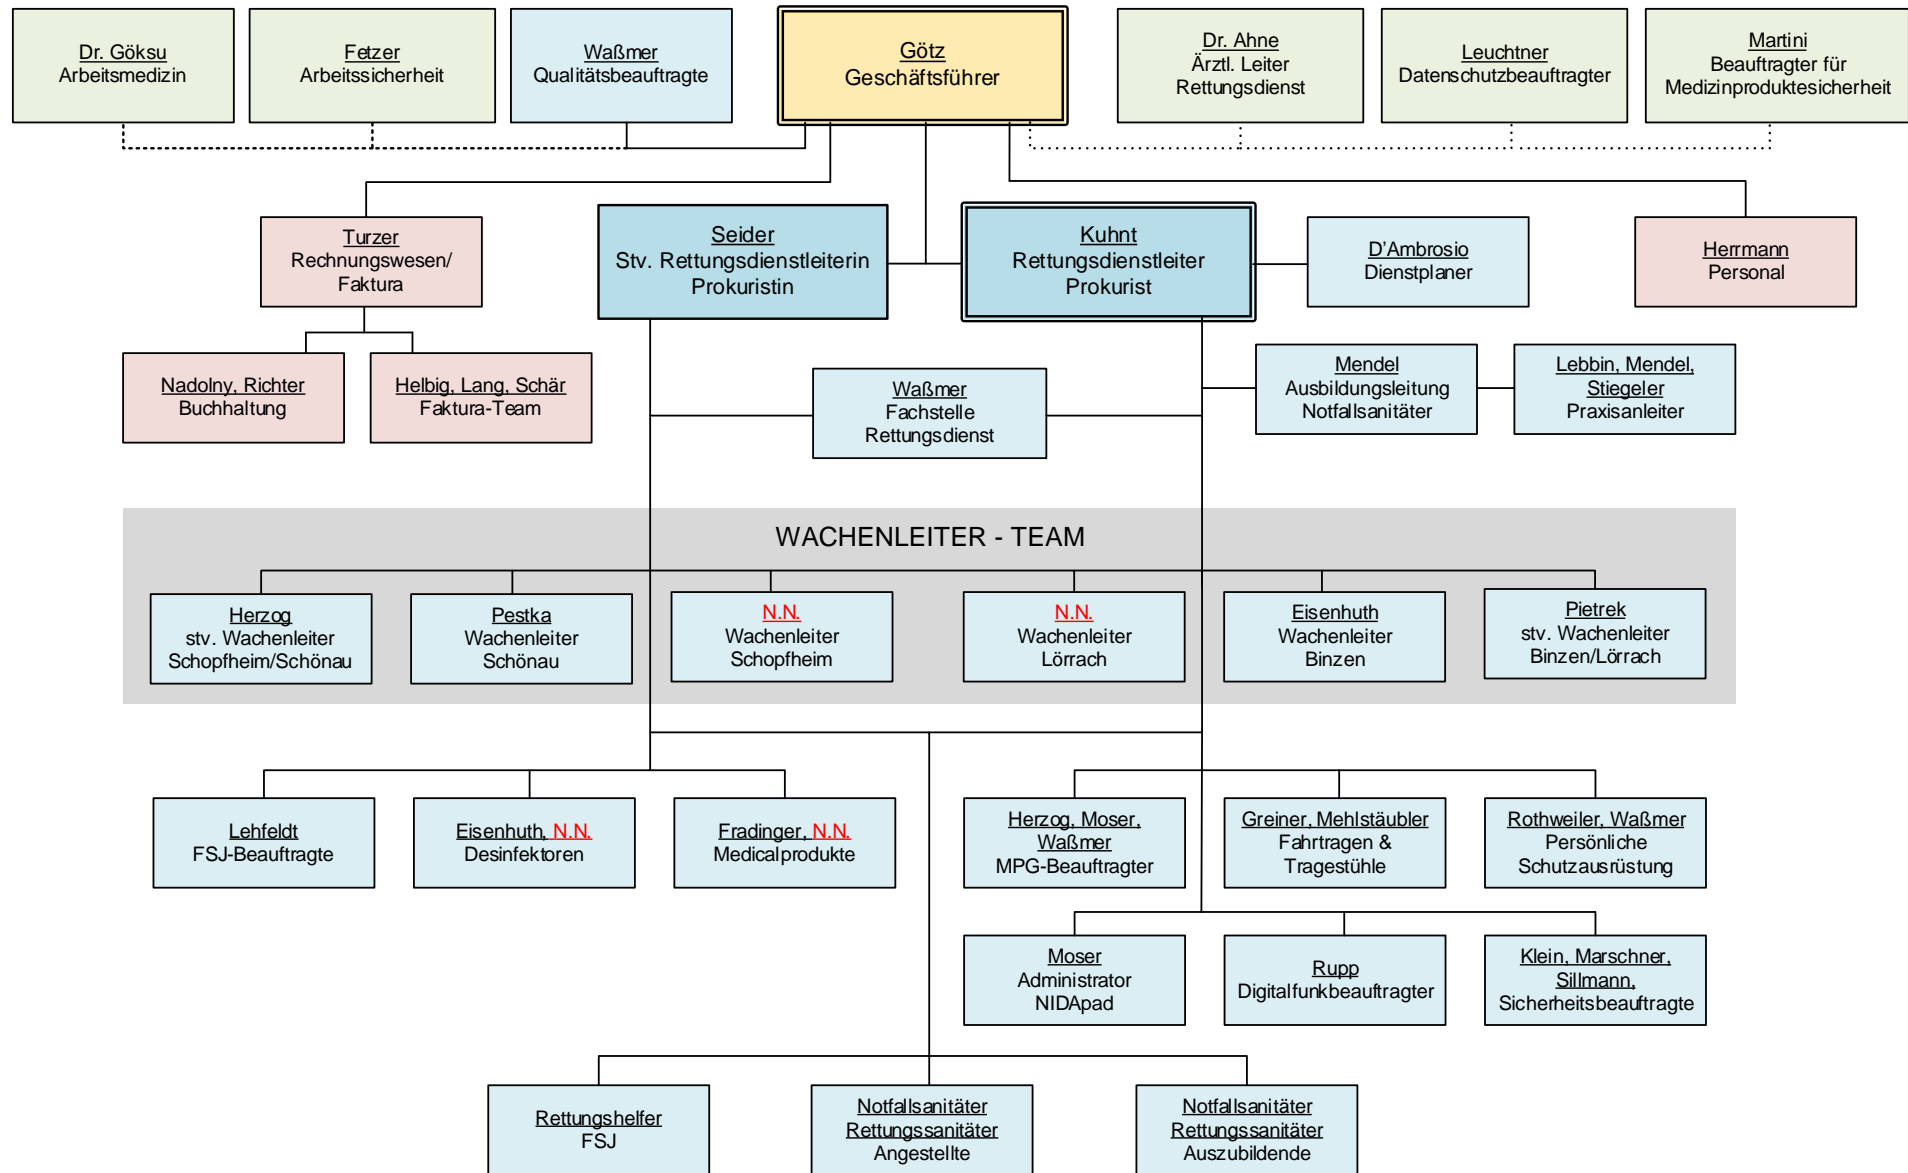 Dr. Göksu
Arbeitsmedizin
Fetzer
Arbeitssicherheit
Waßmer
Qualitätsbeauftragte
Götz
Geschäftsführer
Dr. Ahne
Ärztl. Leiter
Rettungsdienst
Leuchtner
Datenschutzbeauftragter
Martini
Beauftragter für
Medizinproduktesicherheit
Turzer
Rechnungswesen/
Faktura
Seider
Stv. Rettungsdienstleiterin
Prokuristin
Kuhnt
Rettungsdienstleiter
Prokurist
D'Ambrosio
Dienstplaner
Herrmann
Personal
Nadolny, Richter
Buchhaltung
Helbig, Lang, Schär
Faktura-Team
Waßmer
Fachstelle
Rettungsdienst
Mendel
Ausbildungsleitung
Notfallsanitäter
Lebbin, Mendel,
Stiegeler
Praxisanleiter
WACHENLEITER - TEAM
Herzog
stv. Wachenleiter
Schopfheim/Schönau
Pestka
Wachenleiter
Schönau
N.N.
Wachenleiter
Schopfheim
N.N.
Wachenleiter
Lörrach
Eisenhuth
Wachenleiter
Binzen
Pietrek
stv. Wachenleiter
Binzen/Lörrach
Lehfeldt
FSJ-Beauftragte
Eisenhuth, N.N.
Desinfektoren
Fradinger, N.N.
Medicalprodukte
Herzog, Moser,
Waßmer
MPG-Beauftragter
Greiner, Mehlstäubler
Fahrtragen &
Tragestühle
Rothweiler, Waßmer
Persönliche
Schutzausrüstung
Moser
Administrator
NIDApad
Rupp
Digitalfunkbeauftragter
Klein, Marschner,
Sillmann,
Sicherheitsbeauftragte
Rettungshelfer
FSJ
Notfallsanitäter
Rettungssanitäter
Angestellte
Notfallsanitäter
Rettungssanitäter
Auszubildende